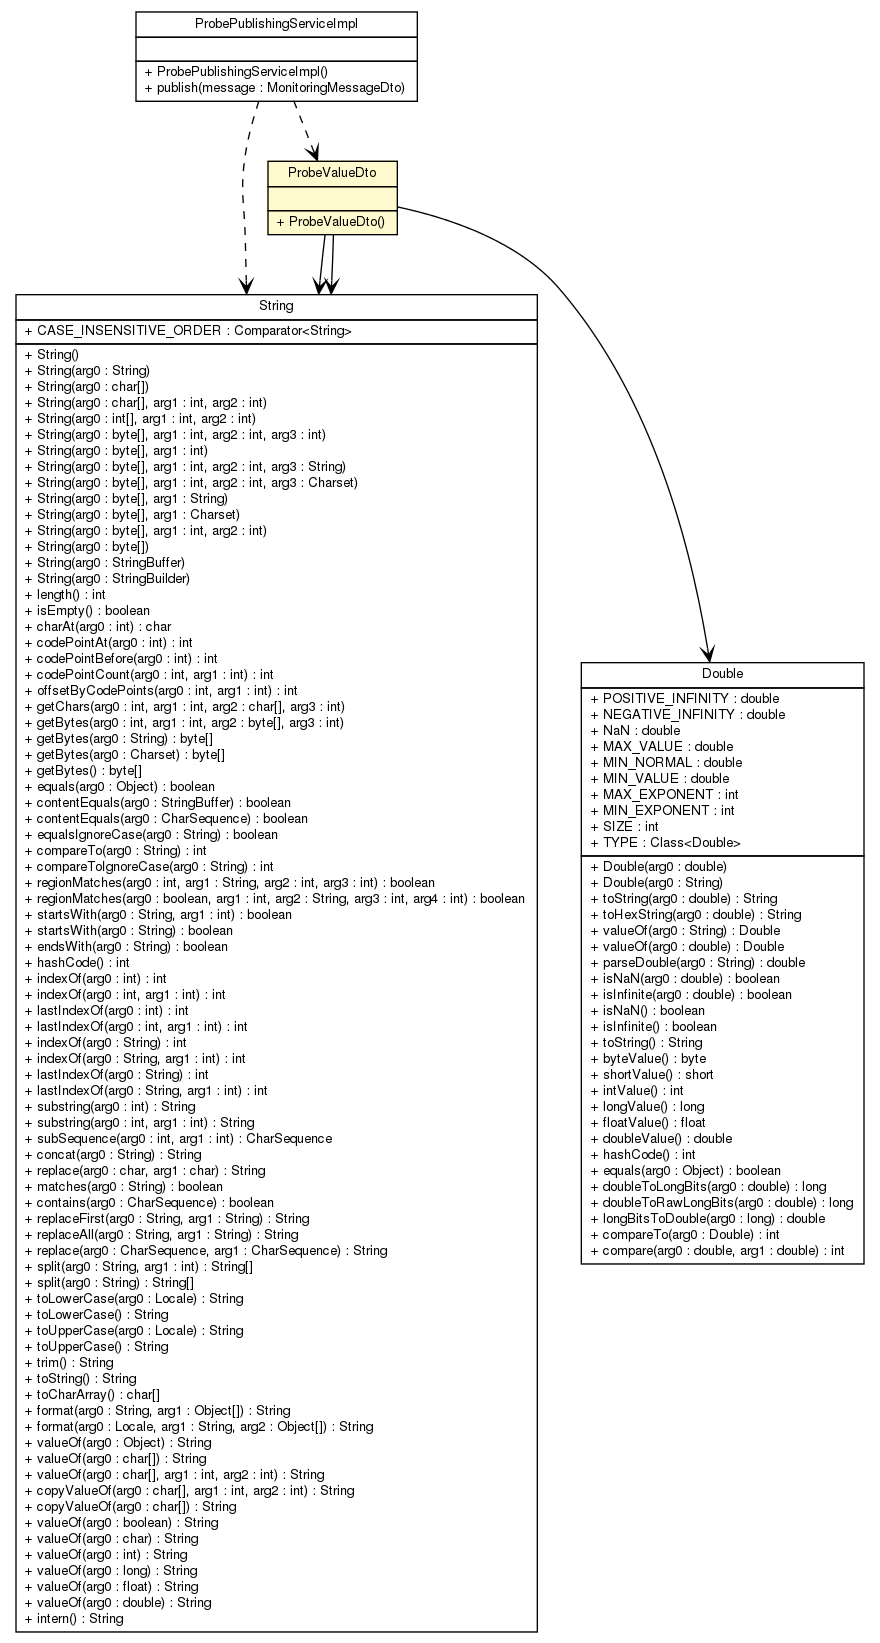 ProbePublishingServiceImpl
+ ProbePublishingServiceImpl()
+ publish(message : MonitoringMessageDto)
ProbeValueDto
+ ProbeValueDto()
String
+ CASE_INSENSITIVE_ORDER : Comparator<String>
+ String()
+ String(arg0 : String)
+ String(arg0 : char[])
+ String(arg0 : char[], arg1 : int, arg2 : int)
+ String(arg0 : int[], arg1 : int, arg2 : int)
+ String(arg0 : byte[], arg1 : int, arg2 : int, arg3 : int)
+ String(arg0 : byte[], arg1 : int)
+ String(arg0 : byte[], arg1 : int, arg2 : int, arg3 : String)
+ String(arg0 : byte[], arg1 : int, arg2 : int, arg3 : Charset)
+ String(arg0 : byte[], arg1 : String)
+ String(arg0 : byte[], arg1 : Charset)
+ String(arg0 : byte[], arg1 : int, arg2 : int)
+ String(arg0 : byte[])
+ String(arg0 : StringBuffer)
+ String(arg0 : StringBuilder)
+ length() : int
+ isEmpty() : boolean
+ charAt(arg0 : int) : char
+ codePointAt(arg0 : int) : int
+ codePointBefore(arg0 : int) : int
+ codePointCount(arg0 : int, arg1 : int) : int
+ offsetByCodePoints(arg0 : int, arg1 : int) : int
+ getChars(arg0 : int, arg1 : int, arg2 : char[], arg3 : int)
+ getBytes(arg0 : int, arg1 : int, arg2 : byte[], arg3 : int)
+ getBytes(arg0 : String) : byte[]
+ getBytes(arg0 : Charset) : byte[]
+ getBytes() : byte[]
+ equals(arg0 : Object) : boolean
+ contentEquals(arg0 : StringBuffer) : boolean
+ contentEquals(arg0 : CharSequence) : boolean
+ equalsIgnoreCase(arg0 : String) : boolean
+ compareTo(arg0 : String) : int
+ compareToIgnoreCase(arg0 : String) : int
+ regionMatches(arg0 : int, arg1 : String, arg2 : int, arg3 : int) : boolean
+ regionMatches(arg0 : boolean, arg1 : int, arg2 : String, arg3 : int, arg4 : int) : boolean
+ startsWith(arg0 : String, arg1 : int) : boolean
+ startsWith(arg0 : String) : boolean
+ endsWith(arg0 : String) : boolean
+ hashCode() : int
+ indexOf(arg0 : int) : int
+ indexOf(arg0 : int, arg1 : int) : int
+ lastIndexOf(arg0 : int) : int
+ lastIndexOf(arg0 : int, arg1 : int) : int
+ indexOf(arg0 : String) : int
+ indexOf(arg0 : String, arg1 : int) : int
+ lastIndexOf(arg0 : String) : int
+ lastIndexOf(arg0 : String, arg1 : int) : int
+ substring(arg0 : int) : String
+ substring(arg0 : int, arg1 : int) : String
+ subSequence(arg0 : int, arg1 : int) : CharSequence
+ concat(arg0 : String) : String
+ replace(arg0 : char, arg1 : char) : String
+ matches(arg0 : String) : boolean
+ contains(arg0 : CharSequence) : boolean
+ replaceFirst(arg0 : String, arg1 : String) : String
+ replaceAll(arg0 : String, arg1 : String) : String
+ replace(arg0 : CharSequence, arg1 : CharSequence) : String
+ split(arg0 : String, arg1 : int) : String[]
+ split(arg0 : String) : String[]
+ toLowerCase(arg0 : Locale) : String
+ toLowerCase() : String
+ toUpperCase(arg0 : Locale) : String
+ toUpperCase() : String
+ trim() : String
+ toString() : String
+ toCharArray() : char[]
+ format(arg0 : String, arg1 : Object[]) : String
+ format(arg0 : Locale, arg1 : String, arg2 : Object[]) : String
+ valueOf(arg0 : Object) : String
+ valueOf(arg0 : char[]) : String
+ valueOf(arg0 : char[], arg1 : int, arg2 : int) : String
+ copyValueOf(arg0 : char[], arg1 : int, arg2 : int) : String
+ copyValueOf(arg0 : char[]) : String
+ valueOf(arg0 : boolean) : String
+ valueOf(arg0 : char) : String
+ valueOf(arg0 : int) : String
+ valueOf(arg0 : long) : String
+ valueOf(arg0 : float) : String
+ valueOf(arg0 : double) : String
+ intern() : String
Double
+ POSITIVE_INFINITY : double
+ NEGATIVE_INFINITY : double
+ NaN : double
+ MAX_VALUE : double
+ MIN_NORMAL : double
+ MIN_VALUE : double
+ MAX_EXPONENT : int
+ MIN_EXPONENT : int
+ SIZE : int
+ TYPE : Class<Double>
+ Double(arg0 : double)
+ Double(arg0 : String)
+ toString(arg0 : double) : String
+ toHexString(arg0 : double) : String
+ valueOf(arg0 : String) : Double
+ valueOf(arg0 : double) : Double
+ parseDouble(arg0 : String) : double
+ isNaN(arg0 : double) : boolean
+ isInfinite(arg0 : double) : boolean
+ isNaN() : boolean
+ isInfinite() : boolean
+ toString() : String
+ byteValue() : byte
+ shortValue() : short
+ intValue() : int
+ longValue() : long
+ floatValue() : float
+ doubleValue() : double
+ hashCode() : int
+ equals(arg0 : Object) : boolean
+ doubleToLongBits(arg0 : double) : long
+ doubleToRawLongBits(arg0 : double) : long
+ longBitsToDouble(arg0 : long) : double
+ compareTo(arg0 : Double) : int
+ compare(arg0 : double, arg1 : double) : int